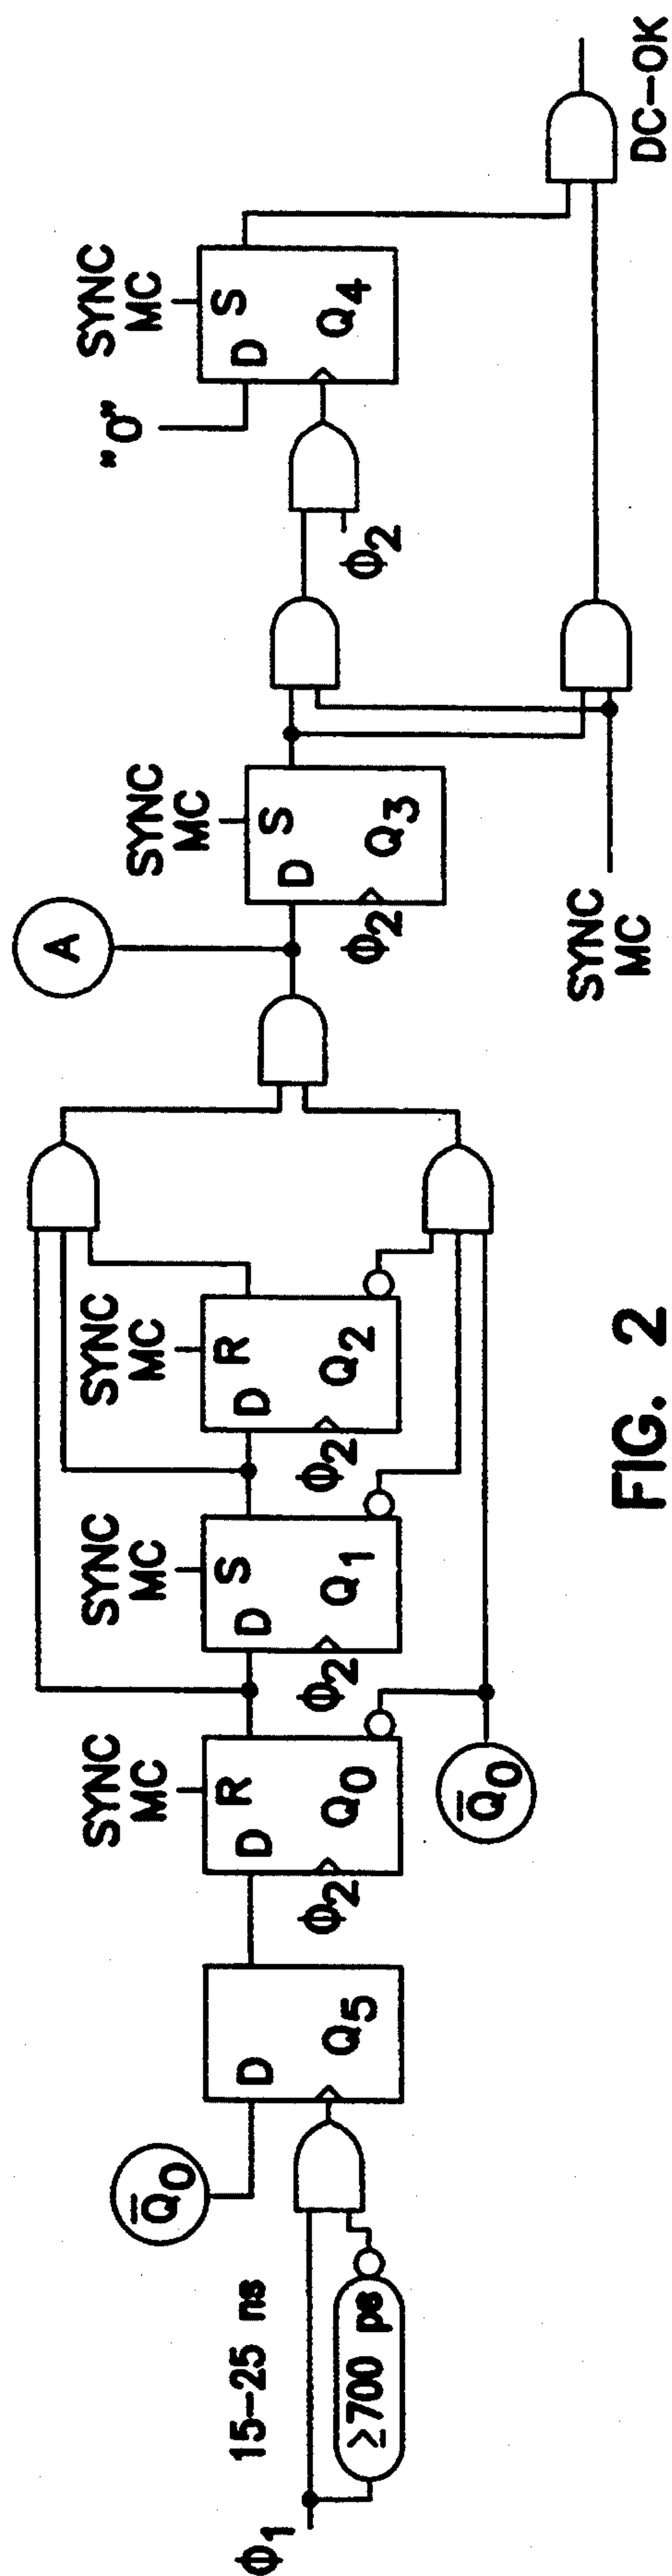 Φ1
15-25 ns
≥700 ps
Q̅0
D
Q5
SYNC
MC
D
R
Φ2
Q0
Q̅0
SYNC
MC
D
S
Φ2
Q1
SYNC
MC
D
R
Φ2
Q2
A
SYNC
MC
D
S
Φ2
Q3
SYNC
MC
Φ2
"0"
SYNC
MC
D
S
Q4
DC-OK
FIG. 2